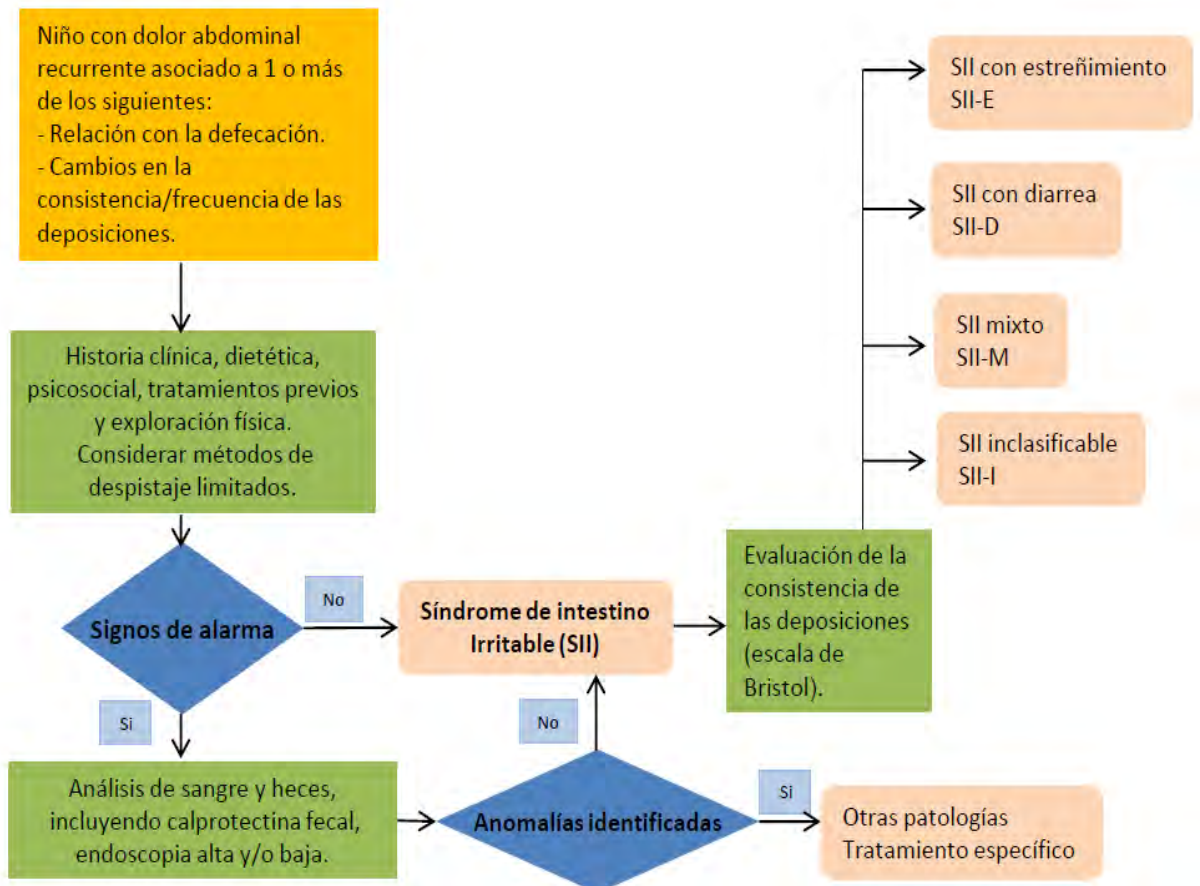 Niño con dolor abdominal
recurrente asociado a 1 o más
de los siguientes:
- Relación con la defecación.
- Cambios en la
consistencia/frecuencia de las
deposiciones.
Historia clínica, dietética,
psicosocial, tratamientos previos
y exploración física.
Considerar métodos de
despistaje limitados.
Signos de alarma
No
Si
Síndrome de intestino
Irritable (SII)
Análisis de sangre y heces,
incluyendo calprotectina fecal,
endoscopia alta y/o baja.
Anomalías identificadas
No
Si
Otras patologías
Tratamiento específico
Evaluación de la
consistencia de
las deposiciones
(escala de
Bristol).
SII con estreñimiento
SII-E
SII con diarrea
SII-D
SII mixto
SII-M
SII inclasificable
SII-I